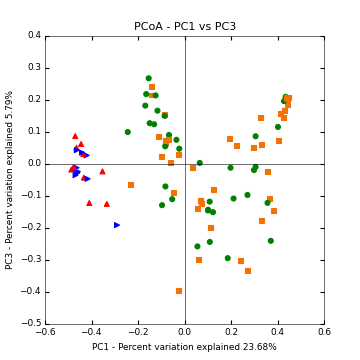 PCoA - PC1 vs PC3
0.4
0.3
0.2
0.1
0.0
−0.1
−0.2
−0.3
−0.4
−0.5
−0.6 −0.4 −0.2 0.0 0.2 0.4 0.6
PC3 - Percent variation explained 5.79%
PC1 - Percent variation explained 23.68%